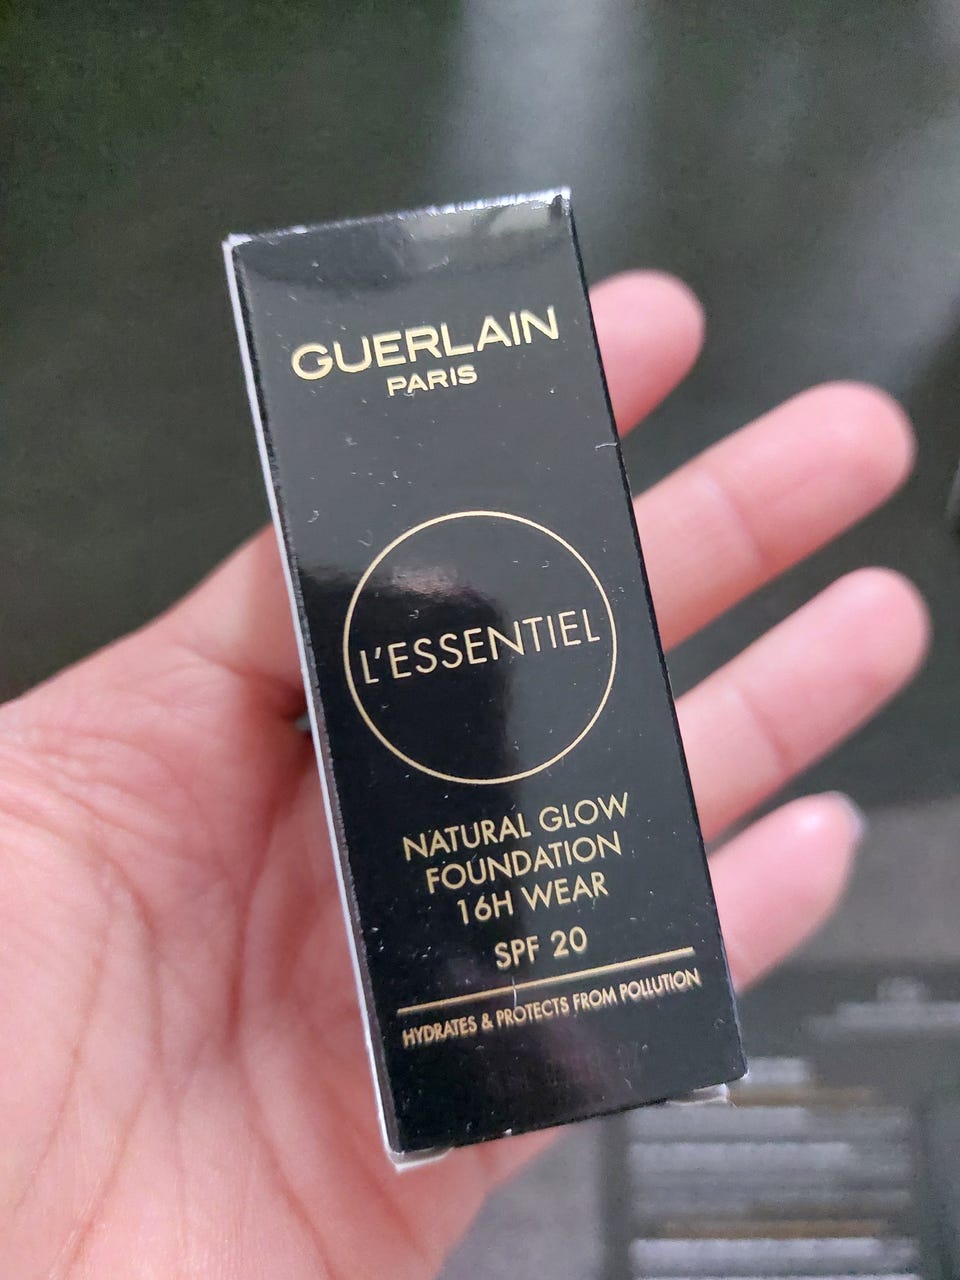 GUERLAIN
PARIS
L'ESSENTIEL
NATURAL GLOW
FOUNDATION
16H WEAR
SPF 20
HYDRATES & PROTECTS FROM POLLUTION